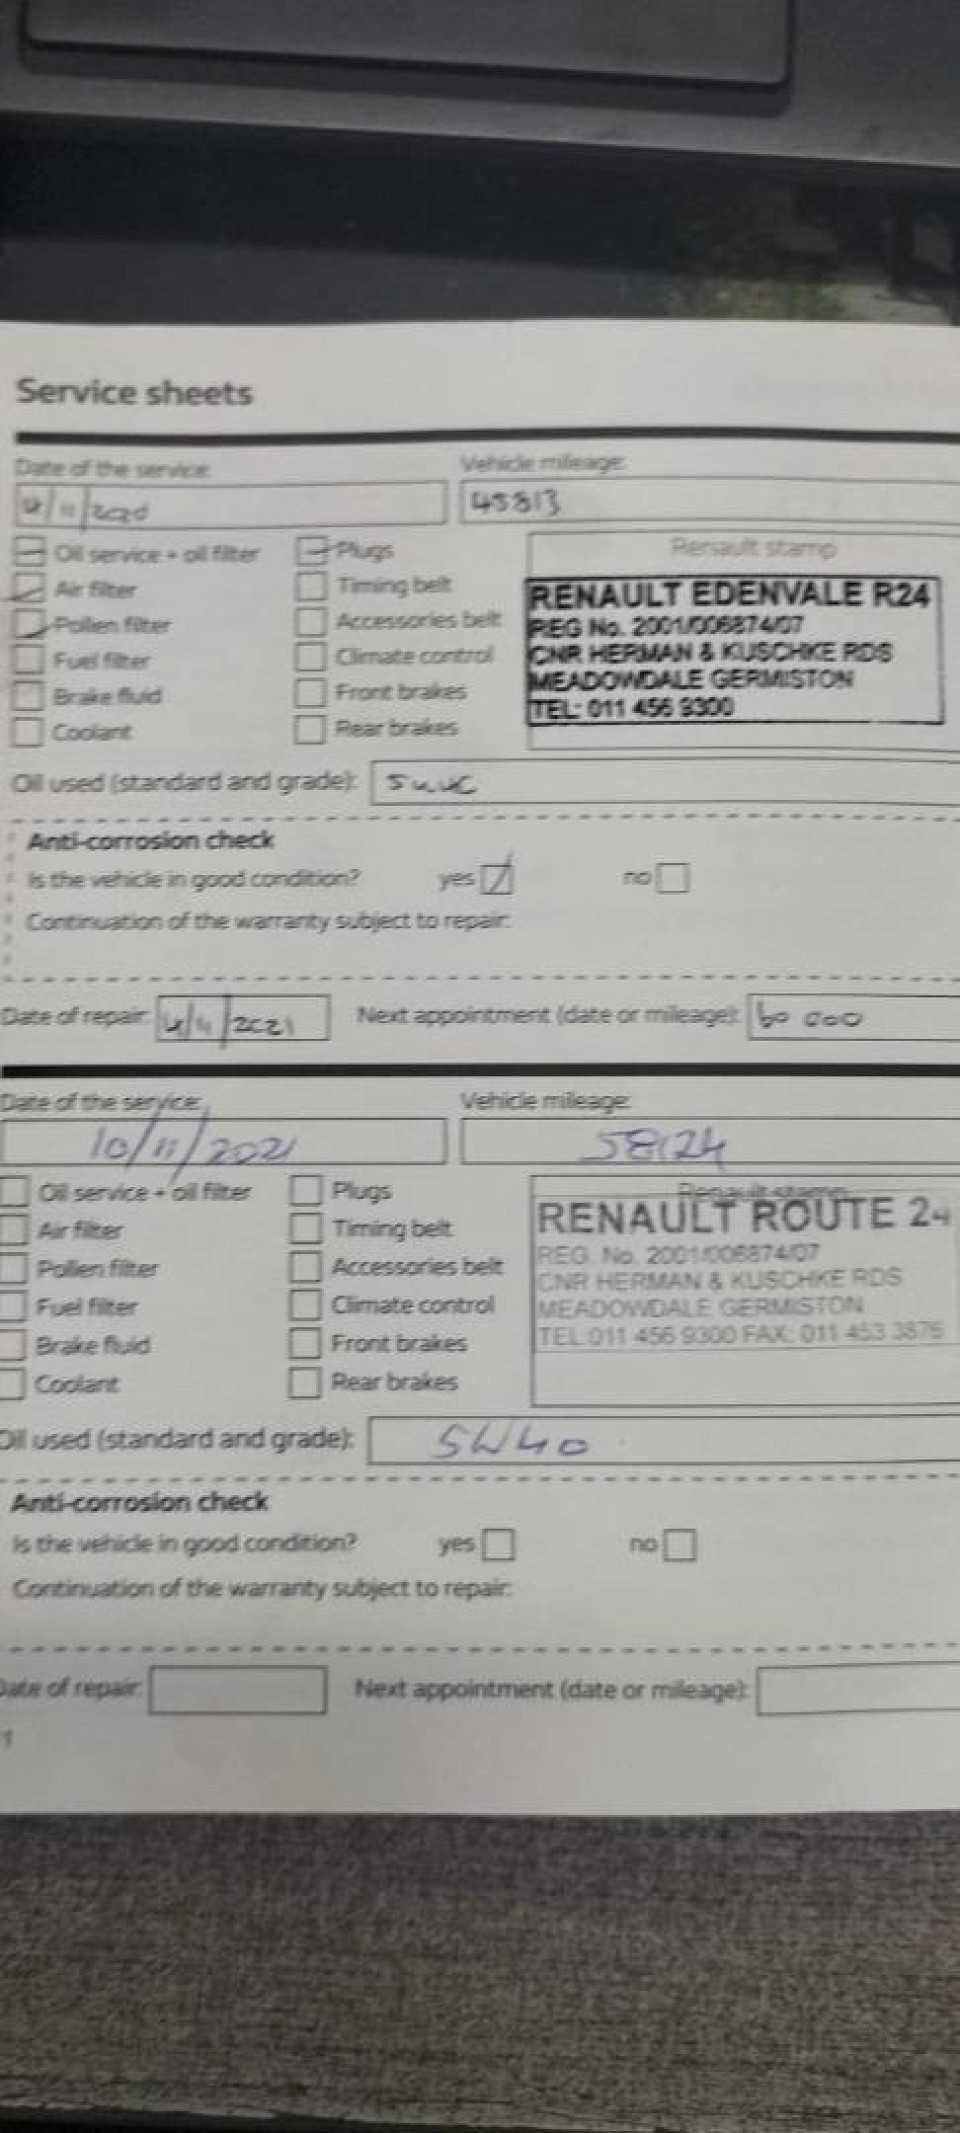 Service sheets
Date of the service: Vehicle mileage:
/11/2020 45813
Oil service + oil filter Plugs Renault stamp
Air filter Timing belt RENAULT EDENVALE R24
Pollen filter Accessories belt REG No. 2001/006874/07
Fuel filter Climate control CNR HERMAN & KUSCHKE RDS
Brake fluid Front brakes MEADOWDALE GERMISTON
Coolant Rear brakes TEL: 011 456 9300
Oil used (standard and grade):
Anti-corrosion check
Is the vehicle in good condition? yes no
Continuation of the warranty subject to repair:
Date of repair: /2021 Next appointment (date or mileage): 60 000
Date of the service: Vehicle mileage:
10/11/2021 58124
Oil service + oil filter Plugs Renault stamp
Air filter Timing belt RENAULT ROUTE 24
Pollen filter Accessories belt REG. No. 2001/006874/07
Fuel filter Climate control CNR HERMAN & KUSCHKE RDS
Brake fluid Front brakes MEADOWDALE GERMISTON
Coolant Rear brakes TEL:011 456 9300 FAX: 011 453 3876
Oil used (standard and grade): 5W40
Anti-corrosion check
Is the vehicle in good condition? yes no
Continuation of the warranty subject to repair:
Date of repair: Next appointment (date or mileage):